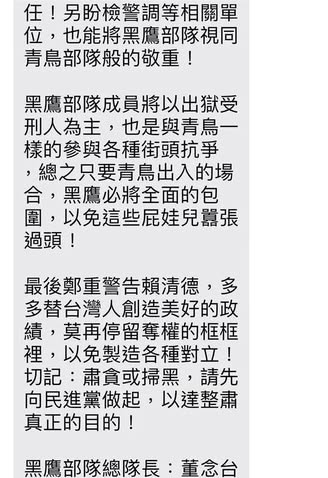 任！另盼檢警調等相關單
位，也能將黑鷹部隊視同
青鳥部隊般的敬重！
黑鷹部隊成員將以出獄受
刑人為主，也是與青鳥一
樣的參與各種街頭抗爭
，總之只要青鳥出入的場
合，黑鷹必將全面的包
圍，以免這些屁娃兒囂張
過頭！
最後鄭重警告賴清德，多
多替台灣人創造美好的政
績，莫再停留奪權的框框
裡，以免製造各種對立！
切記：肅貪或掃黑，請先
向民進黨做起，以達整肅
真正的目的！
黑鷹部隊總隊長：董念台